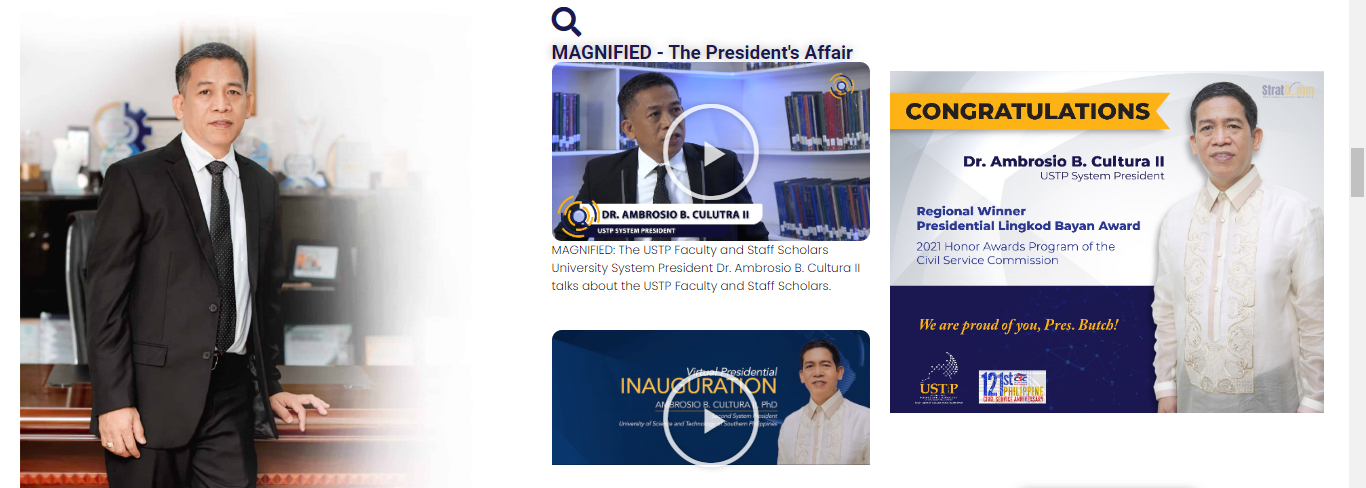 MAGNIFIED - The President's Affair
DR. AMBROSIO B. CULUTRA II
USTP SYSTEM PRESIDENT
MAGNIFIED: The USTP Faculty and Staff Scholars
University System President Dr. Ambrosio B. Cultura II
talks about the USTP Faculty and Staff Scholars.
Virtual Presidential
INAUGURATION
AMBROSIO B. CULTURA II, PhD
Second System President
University of Science and Technology of Southern Philippines
CONGRATULATIONS
Dr. Ambrosio B. Cultura II
USTP System President
Regional Winner
Presidential Lingkod Bayan Award
2021 Honor Awards Program of the
Civil Service Commission
We are proud of you, Pres. Butch!
USTP
121st
PHILIPPINE
CIVIL SERVICE ANNIVERSARY